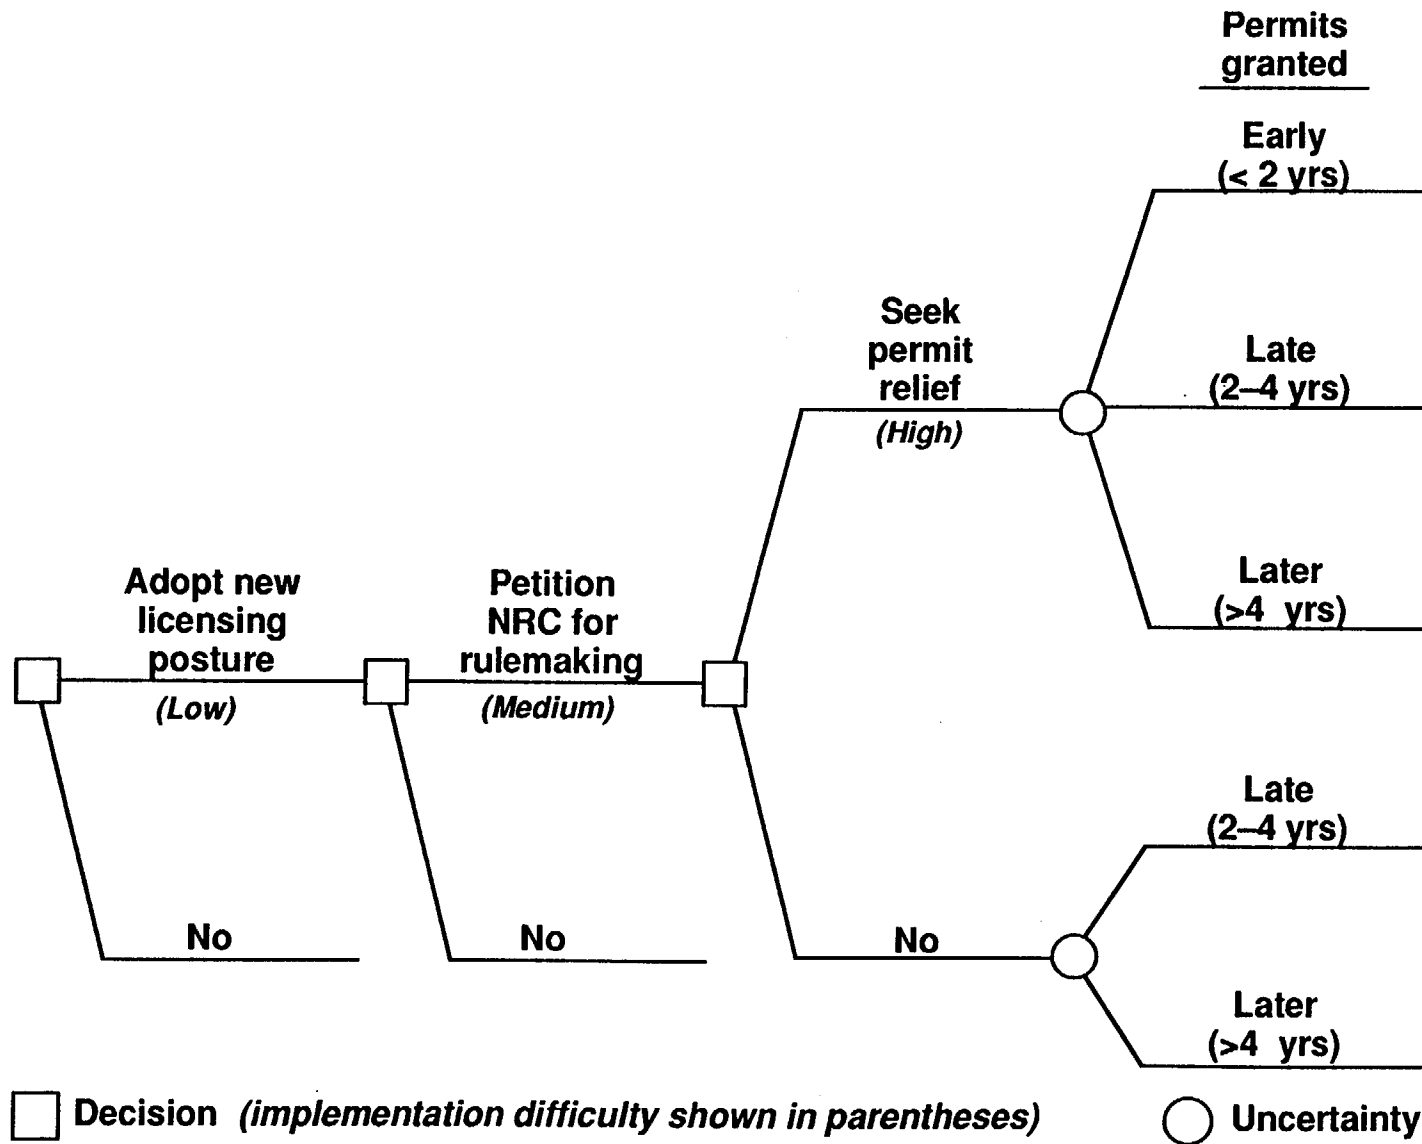 Permits
granted
Early
(< 2 yrs)
Seek
permit
relief
(High)
Late
(2–4 yrs)
Later
(>4 yrs)
Adopt new
licensing
posture
(Low)
Petition
NRC for
rulemaking
(Medium)
No
No
No
Late
(2–4 yrs)
Later
(>4 yrs)
Decision (implementation difficulty shown in parentheses)
Uncertainty